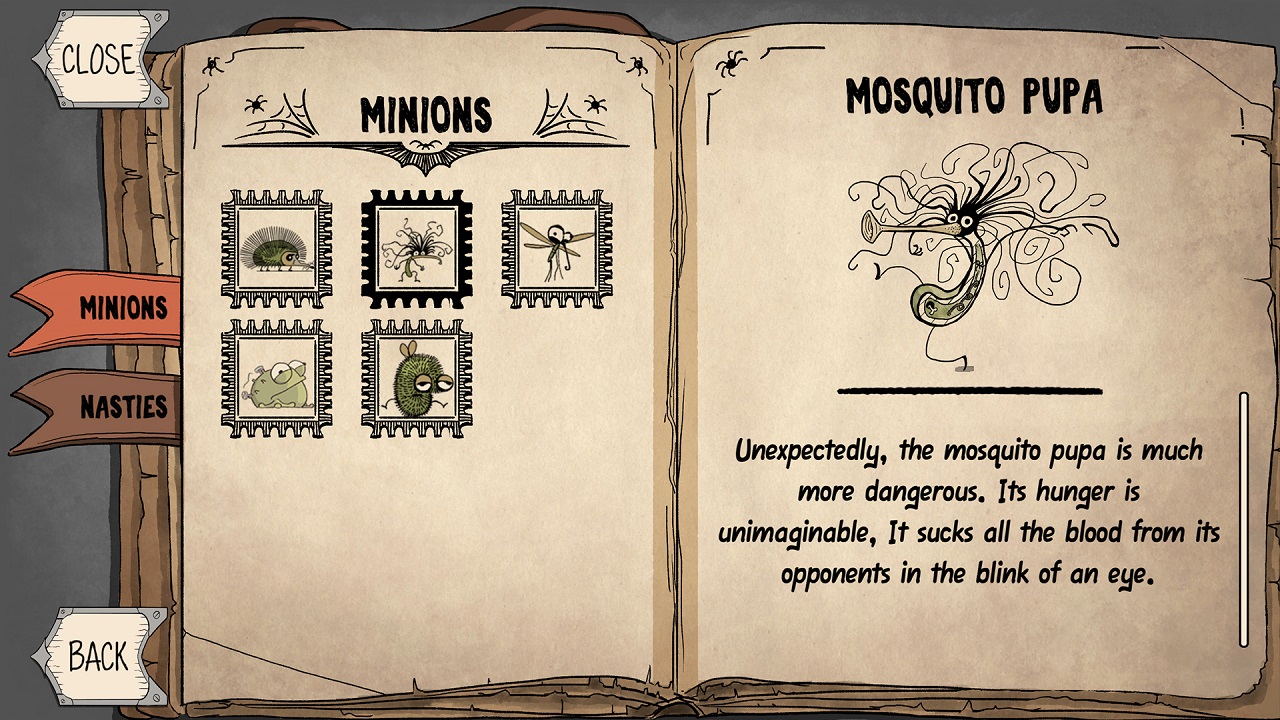 CLOSE
MINIONS
MINIONS
NASTIES
BACK
MOSQUITO PUPA
Unexpectedly, the mosquito pupa is much
more dangerous. Its hunger is
unimaginable, It sucks all the blood from its
opponents in the blink of an eye.